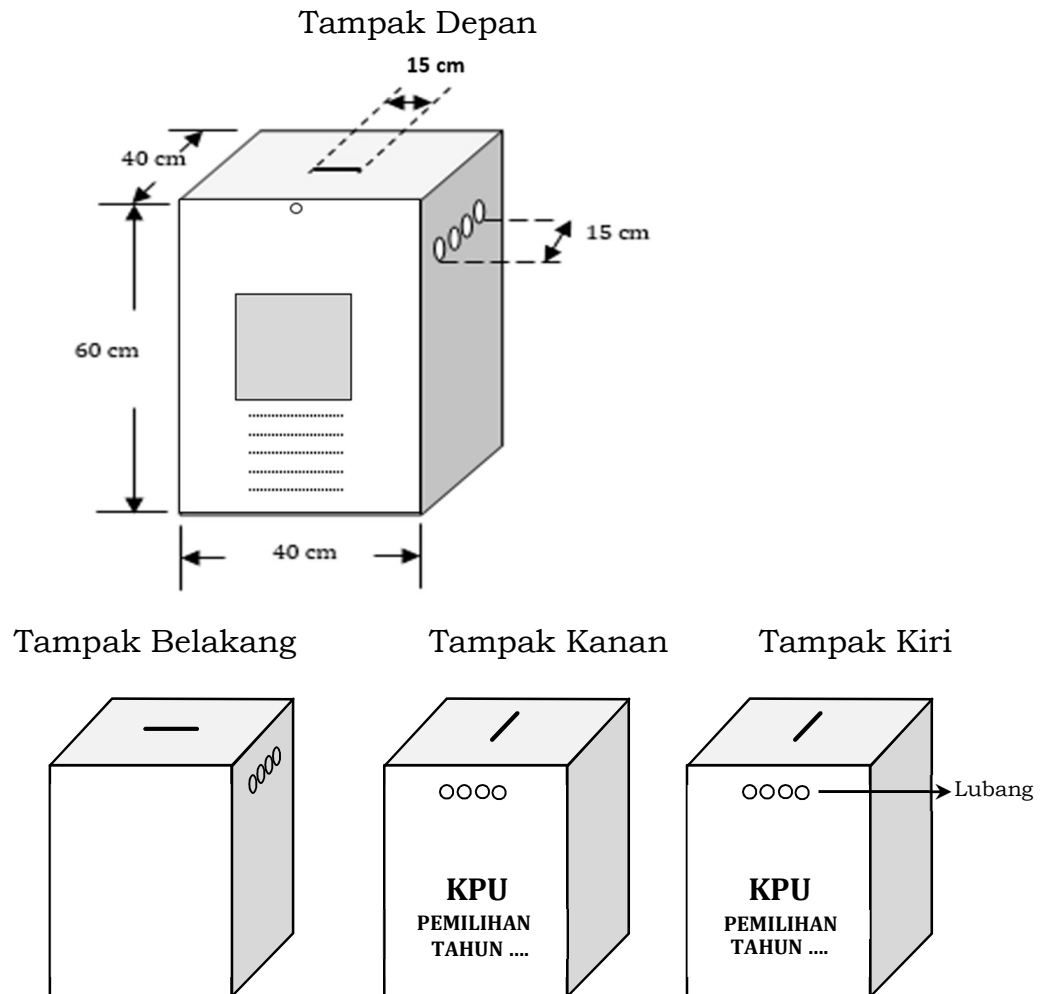 Tampak Depan
15 cm
40 cm
15 cm
60 cm
40 cm
Tampak Belakang
Tampak Kanan
Tampak Kiri
Lubang
KPU
PEMILIHAN
TAHUN ....
KPU
PEMILIHAN
TAHUN ....